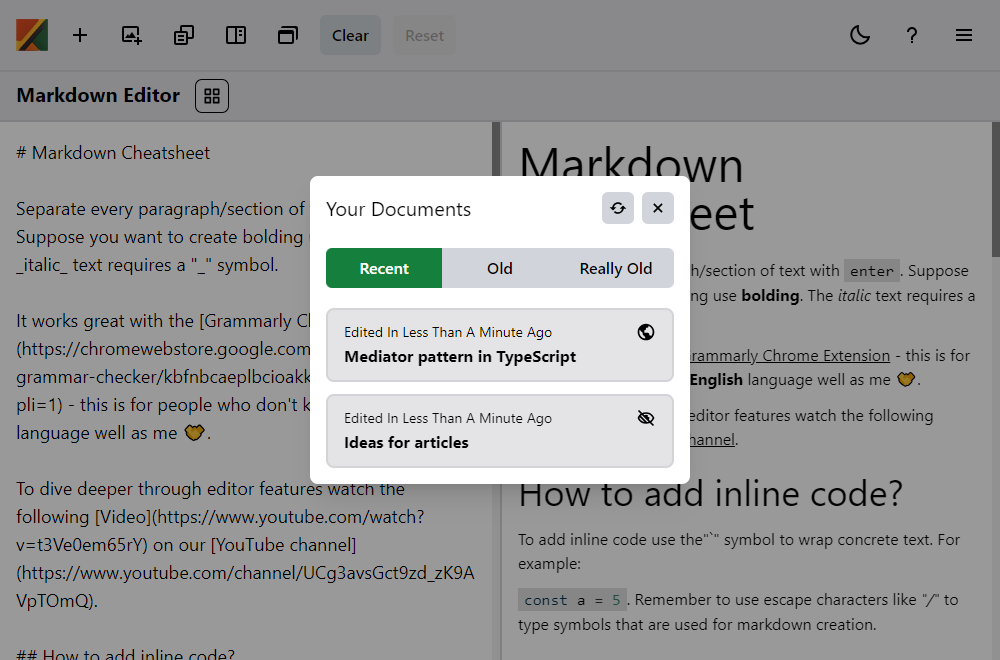 Clear
Reset
Markdown Editor
# Markdown Cheatsheet
Separate every paragraph/section of
Suppose you want to create bolding
_italic_ text requires a "_" symbol.
It works great with the [Grammarly
(https://chromewebstore.google.com
grammar-checker/kbfnbcaeplbcioakk
pli=1) - this is for people who don't
language well as me 🤝.
To dive deeper through editor features watch the
following [Video](https://www.youtube.com/watch?
v=t3Ve0em65rY) on our [YouTube channel]
(https://www.youtube.com/channel/UCg3avsGct9zd_zK9A
VpTOmQ).
## How to add inline code?
Your Documents
Recent
Old
Really Old
Edited In Less Than A Minute Ago
Mediator pattern in TypeScript
Edited In Less Than A Minute Ago
Ideas for articles
Markdown
eet
h/section of text with enter. Suppose
ng use bolding. The italic text requires a
rammarly Chrome Extension - this is for
English language well as me 🤝.
editor features watch the following
hannel.
How to add inline code?
To add inline code use the"`" symbol to wrap concrete text. For
example:
const a = 5. Remember to use escape characters like "/" to
type symbols that are used for markdown creation.